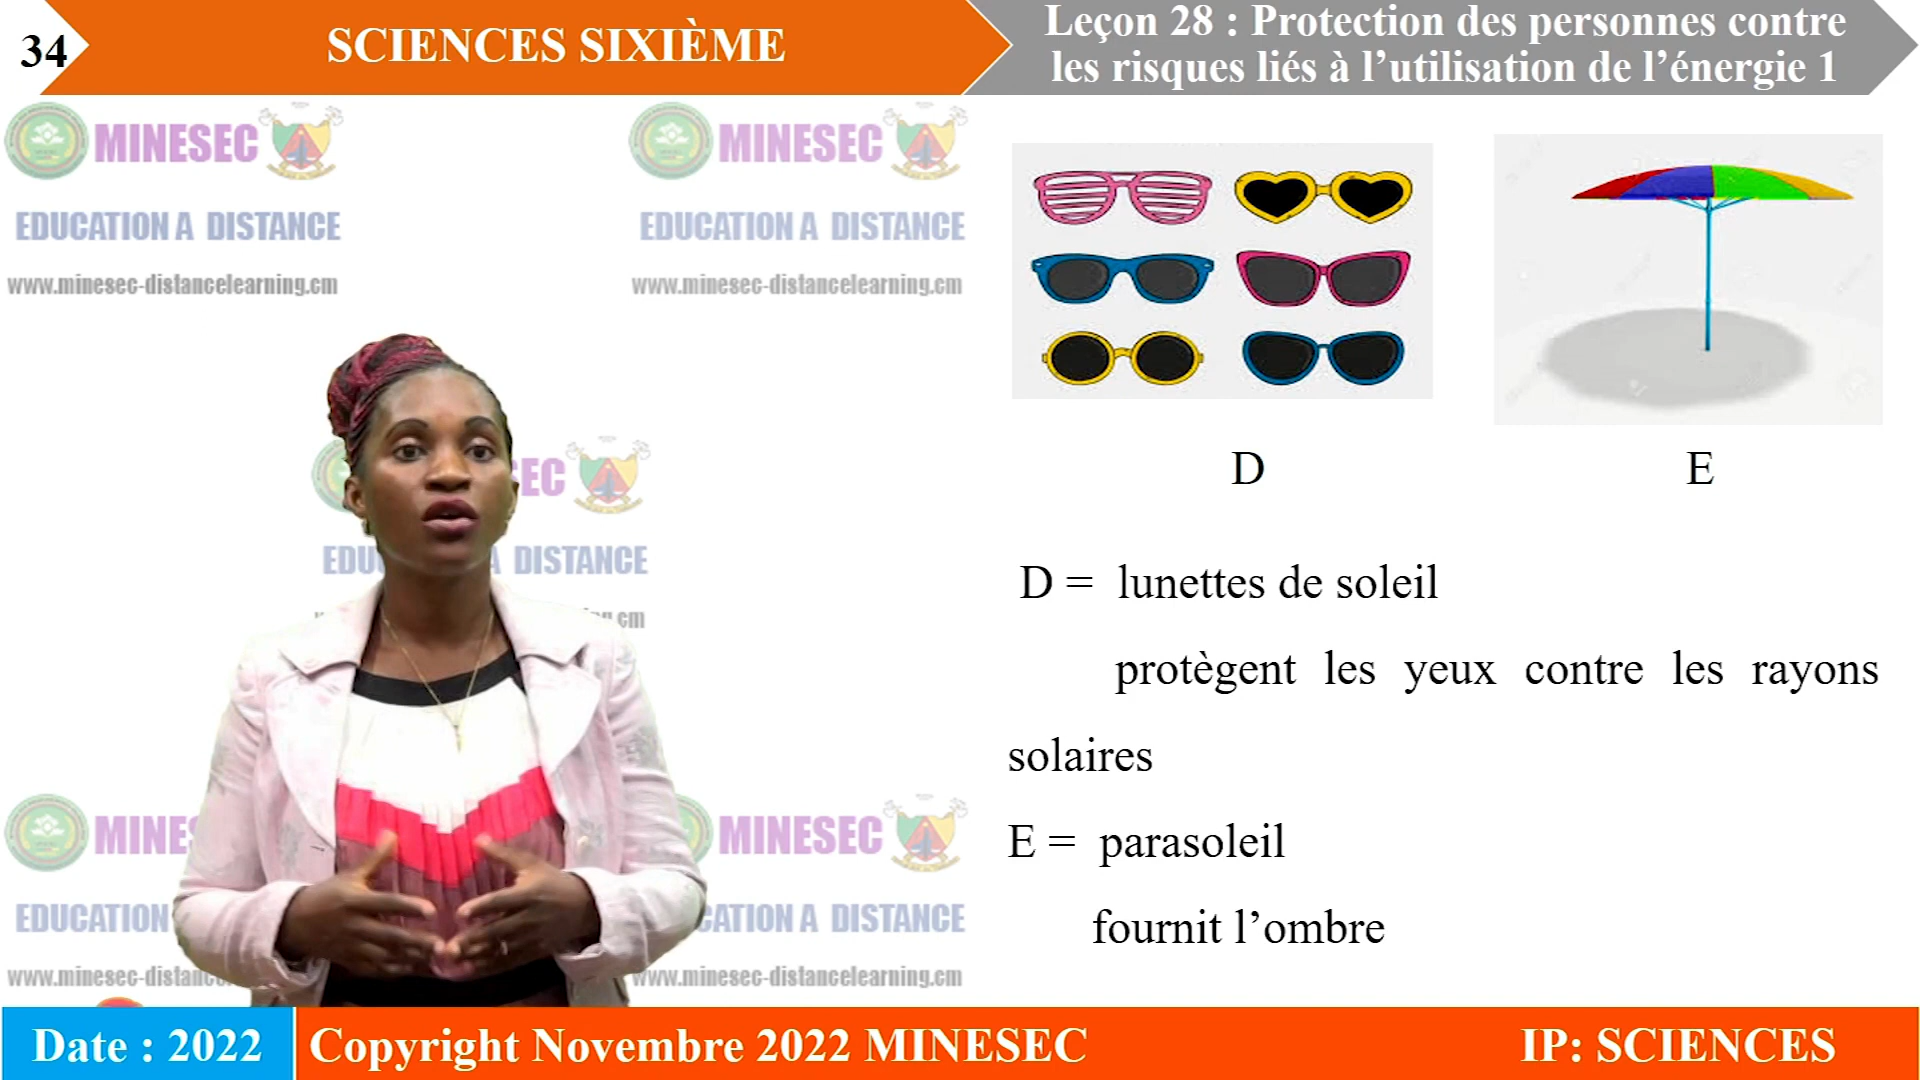 34
SCIENCES SIXIÈME
Leçon 28 : Protection des personnes contre
les risques liés à l’utilisation de l’énergie 1
MINESEC
EDUCATION A DISTANCE
www.minesec-distancelearning.cm
MINESEC
EDUCATION A DISTANCE
www.minesec-distancelearning.cm
D
E
D = lunettes de soleil
protègent les yeux contre les rayons
solaires
E = parasoleil
fournit l’ombre
MINESEC
DISTANCE
www.minesec-distancelearning.cm
EDUCATION
Date : 2022
Copyright Novembre 2022 MINESEC
IP: SCIENCES